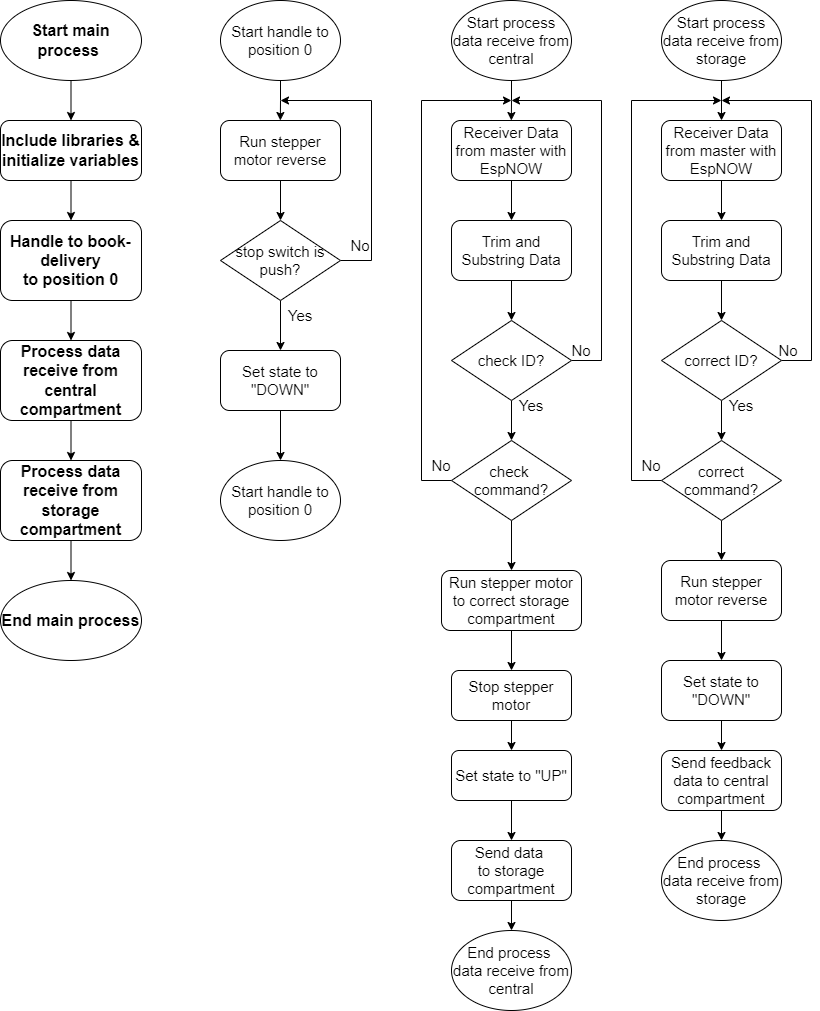 Start main
process
Include libraries &
initialize variables
Handle to book-
delivery
to position 0
Process data
receive from
central
compartment
Process data
receive from
storage
compartment
End main process
Start handle to
position 0
Run stepper
motor reverse
stop switch is
push?
No
Yes
Set state to
"DOWN"
Start handle to
position 0
Start process
data receive from
central
Receiver Data
from master with
EspNOW
Trim and
Substring Data
check ID?
No
Yes
check
command?
No
Run stepper motor
to correct storage
compartment
Stop stepper
motor
Set state to "UP"
Send data
to storage
compartment
End process
data receive from
central
Start process
data receive from
storage
Receiver Data
from master with
EspNOW
Trim and
Substring Data
correct ID?
No
Yes
correct
command?
No
Run stepper
motor reverse
Set state to
"DOWN"
Send feedback
data to central
compartment
End process
data receive from
storage